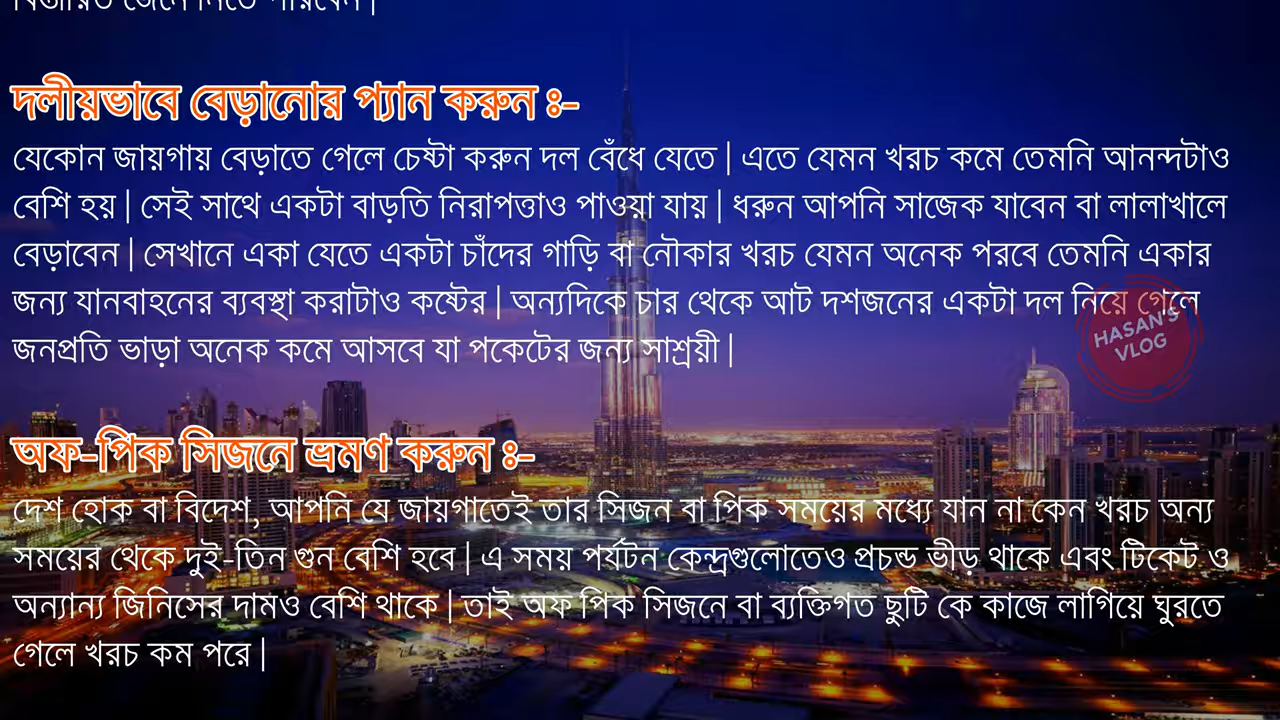 বিস্তারিত জেনে নিতে পারবেন |
দলীয়ভাবে বেড়ানোর প্যান করুন ঃ-
যেকোন জায়গায় বেড়াতে গেলে চেষ্টা করুন দল বেঁধে যেতে | এতে যেমন খরচ কমে তেমনি আনন্দটাও
বেশি হয় | সেই সাথে একটা বাড়তি নিরাপত্তাও পাওয়া যায় | ধরুন আপনি সাজেক যাবেন বা লালাখালে
বেড়াবেন | সেখানে একা যেতে একটা চাঁদের গাড়ি বা নৌকার খরচ যেমন অনেক পরবে তেমনি একার
জন্য যানবাহনের ব্যবস্থা করাটাও কষ্টের | অন্যদিকে চার থেকে আট দশজনের একটা দল নিয়ে গেলে
জনপ্রতি ভাড়া অনেক কমে আসবে যা পকেটের জন্য সাশ্রয়ী |
HASAN'S
VLOG
অফ-পিক সিজনে ভ্রমণ করুন ঃ-
দেশ হোক বা বিদেশ, আপনি যে জায়গাতেই তার সিজন বা পিক সময়ের মধ্যে যান না কেন খরচ অন্য
সময়ের থেকে দুই-তিন গুন বেশি হবে | এ সময় পর্যটন কেন্দ্রগুলোতেও প্রচন্ড ভীড় থাকে এবং টিকেট ও
অন্যান্য জিনিসের দামও বেশি থাকে | তাই অফ পিক সিজনে বা ব্যক্তিগত ছুটি কে কাজে লাগিয়ে ঘুরতে
গেলে খরচ কম পরে |